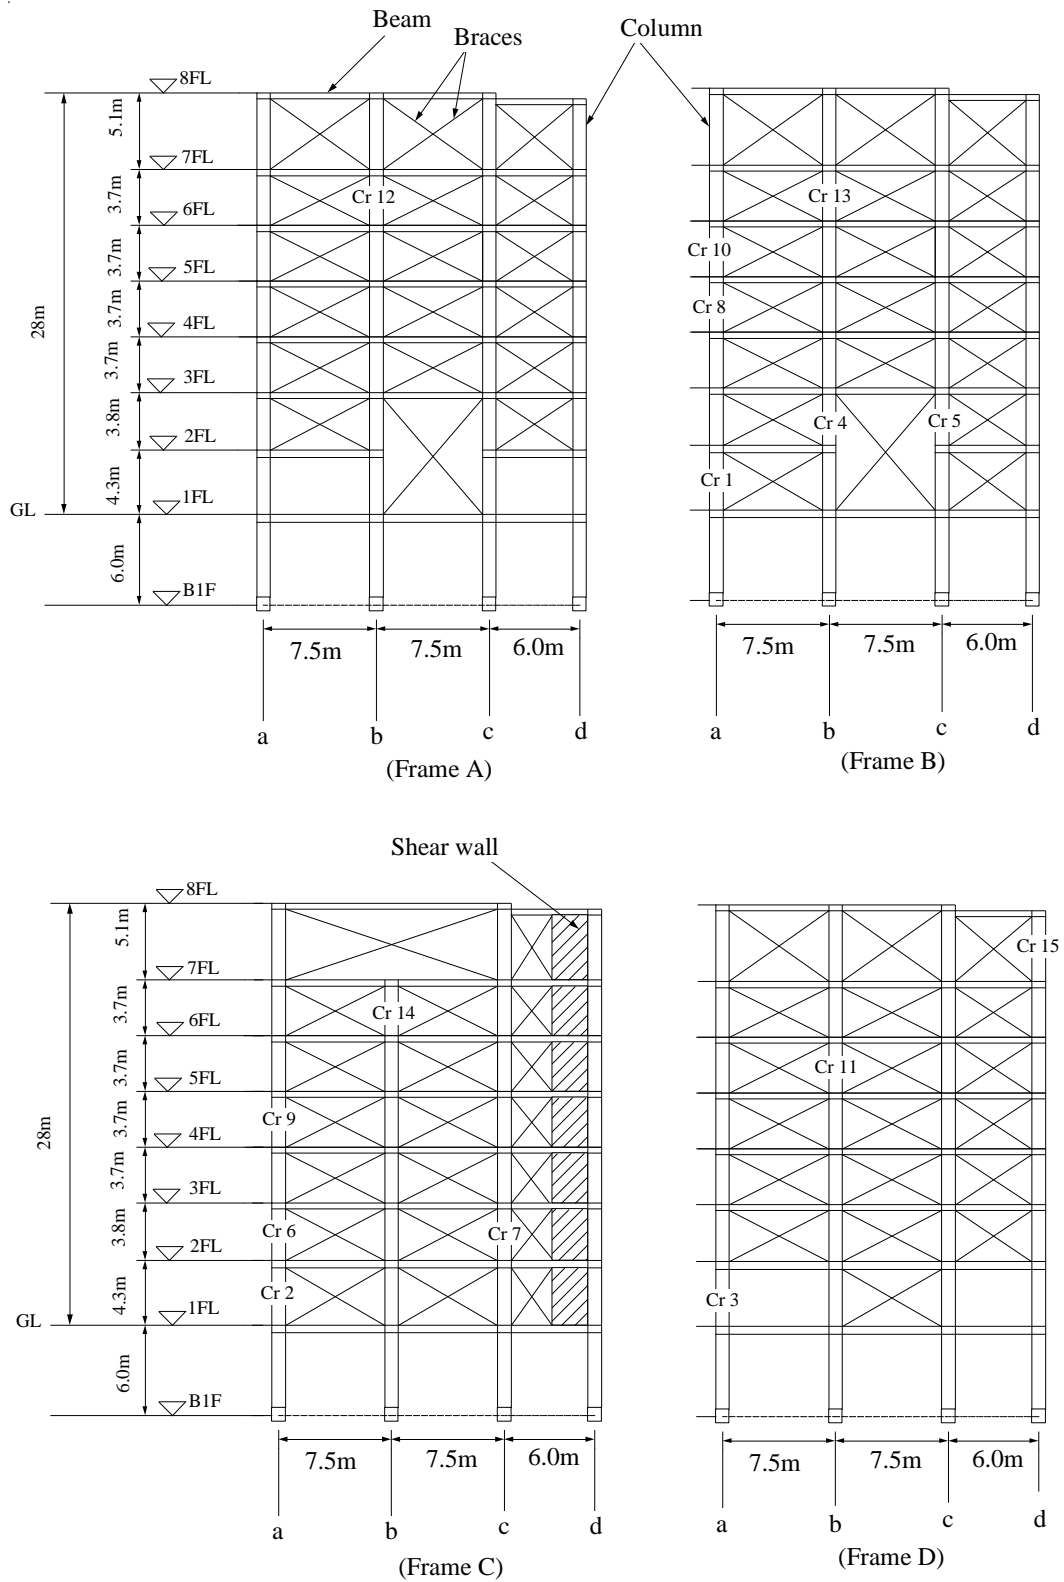 Beam
Braces
Column
8FL
5.1m
7FL
3.7m
6FL
3.7m
5FL
3.7m
4FL
3.7m
3FL
3.8m
2FL
4.3m
1FL
GL
6.0m
B1F
28m
Cr 12
7.5m
7.5m
6.0m
a
b
c
d
(Frame A)
Cr 13
Cr 10
Cr 8
Cr 4
Cr 5
Cr 1
7.5m
7.5m
6.0m
a
b
c
d
(Frame B)
Shear wall
8FL
5.1m
7FL
3.7m
6FL
3.7m
5FL
3.7m
4FL
3.7m
3FL
3.8m
2FL
4.3m
1FL
GL
6.0m
B1F
28m
Cr 14
Cr 9
Cr 6
Cr 7
Cr 2
7.5m
7.5m
6.0m
a
b
c
d
(Frame C)
Cr 15
Cr 11
Cr 3
7.5m
7.5m
6.0m
a
b
c
d
(Frame D)